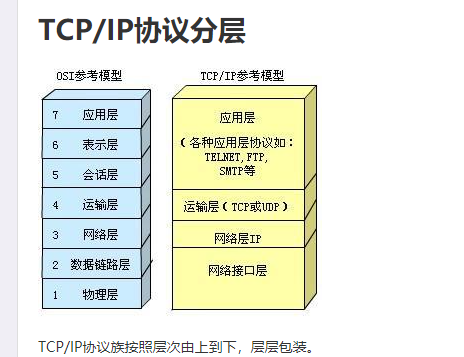 TCP/IP协议分层
OSI参考模型
TCP/IP参考模型
7 应用层
6 表示层
5 会话层
4 运输层
3 网络层
2 数据链路层
1 物理层
应用层
(各种应用层协议如:
TELNET,FTP,
SMTP等
运输层(TCP或UDP)
网络层IP
网络接口层
TCP/IP协议族按照层次由上到下，层层包装。